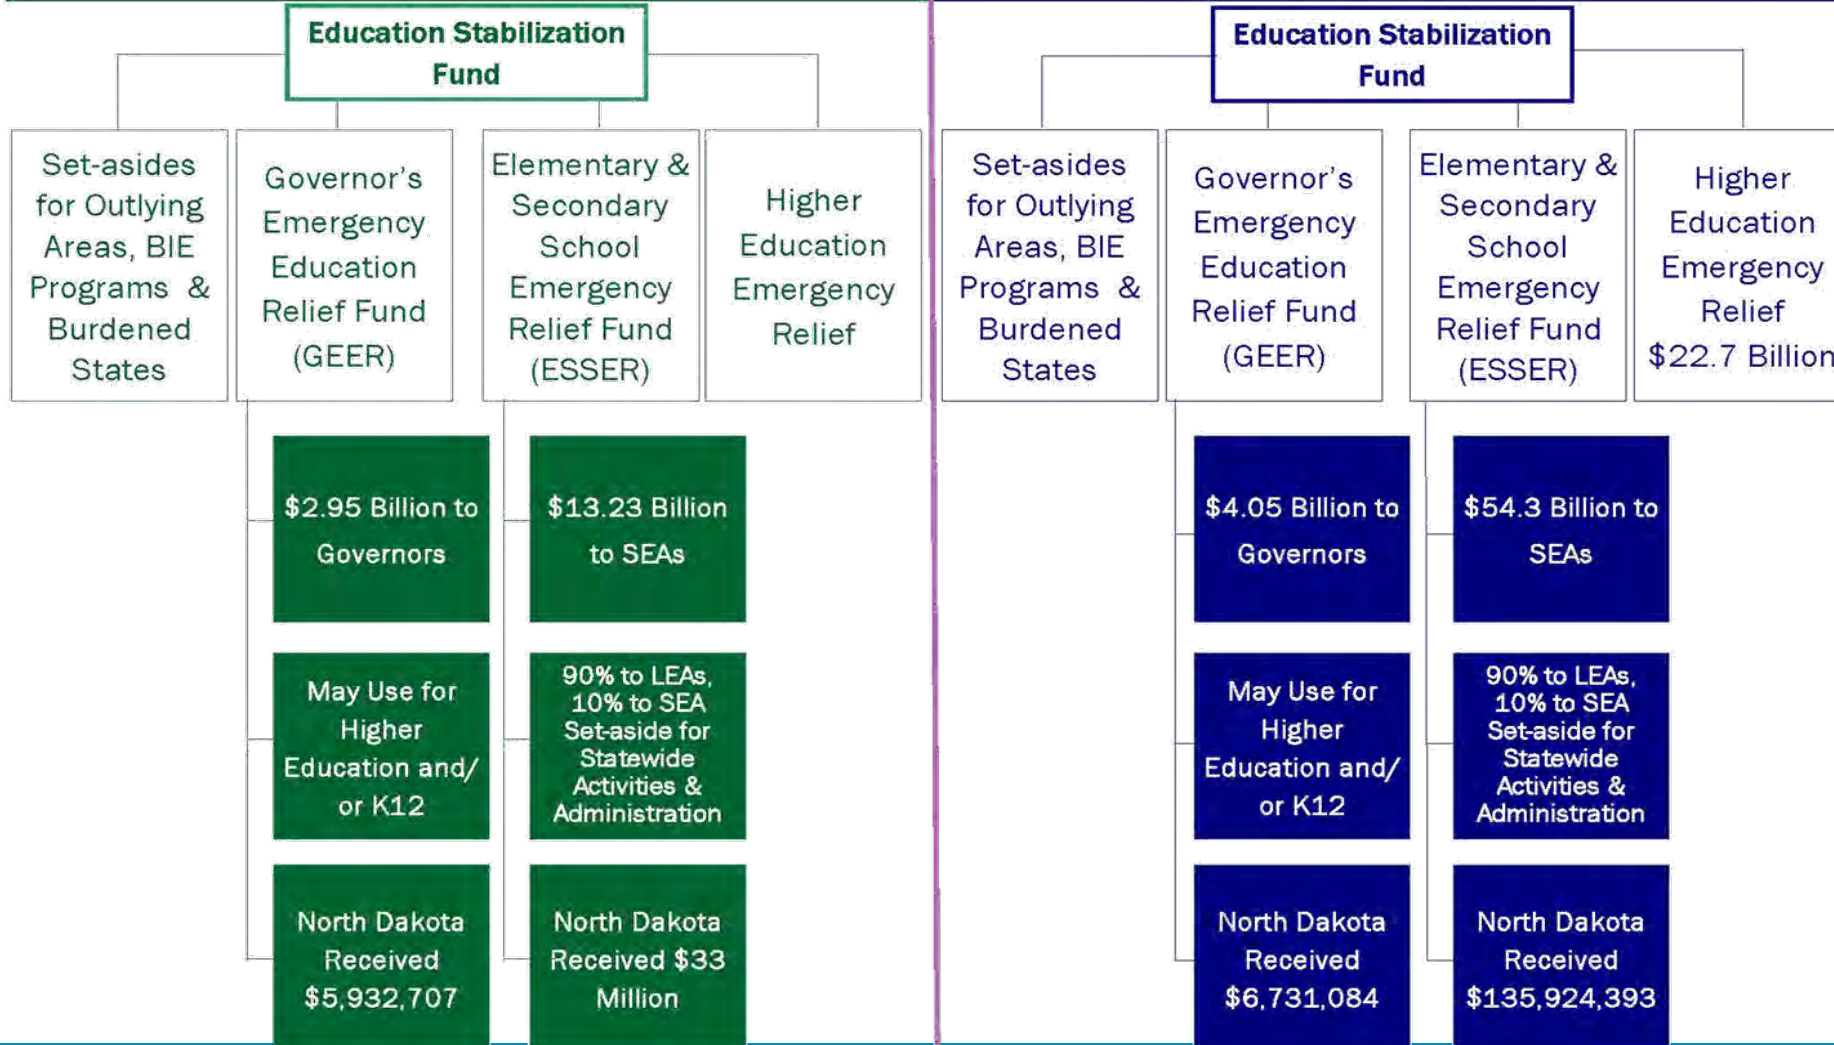 Education Stabilization
Fund
Set-asides
for Outlying
Areas, BIE
Programs &
Burdened
States
Governor's
Emergency
Education
Relief Fund
(GEER)
Elementary &
Secondary
School
Emergency
Relief Fund
(ESSER)
Higher
Education
Emergency
Relief
$2.95 Billion to
Governors
$13.23 Billion
to SEAs
May Use for
Higher
Education and/
or K12
90% to LEAs,
10% to SEA
Set-aside for
Statewide
Activities &
Administration
North Dakota
Received
$5,932,707
North Dakota
Received $33
Million
Education Stabilization
Fund
Set-asides
for Outlying
Areas, BIE
Programs &
Burdened
States
Governor's
Emergency
Education
Relief Fund
(GEER)
Elementary &
Secondary
School
Emergency
Relief Fund
(ESSER)
Higher
Education
Emergency
Relief
$22.7 Billion
$4.05 Billion to
Governors
$54.3 Billion to
SEAs
May Use for
Higher
Education and/
or K12
90% to LEAs,
10% to SEA
Set-aside for
Statewide
Activities &
Administration
North Dakota
Received
$6,731,084
North Dakota
Received
$135,924,393